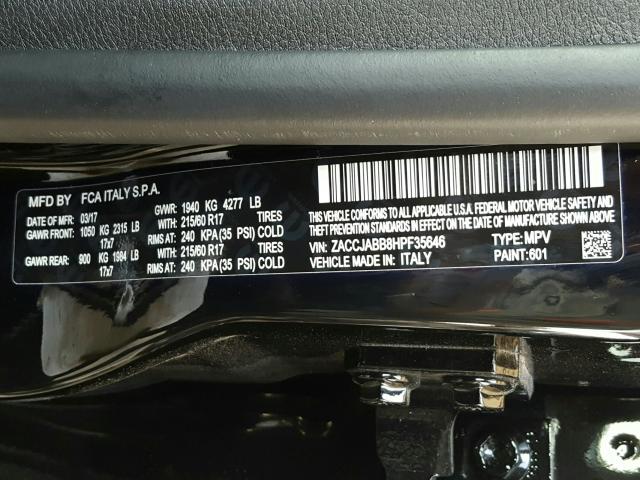 MFD BY FCA ITALY S.P.A.
DATE OF MFD: 03/17 GVWR: 1940 KG 4277 LB
GAWR FRONT: 1050 KG 2315 LB WITH: 215/60 R17 TIRES
17x7 RIMS AT: 240 KPA (35 PSI) COLD
GAWR REAR: 900 KG 1984 LB WITH: 215/60 R17 TIRES
17x7 RIMS AT: 240 KPA (35 PSI) COLD
THIS VEHICLE CONFORMS TO ALL APPLICABLE U.S.A. FEDERAL MOTOR VEHICLE SAFETY AND
THEFT PREVENTION STANDARDS IN EFFECT ON THE DATE OF MANUFACTURE SHOWN ABOVE.
VIN: ZACCJABB8HPF35646 TYPE: MPV
VEHICLE MADE IN: ITALY PAINT: 601